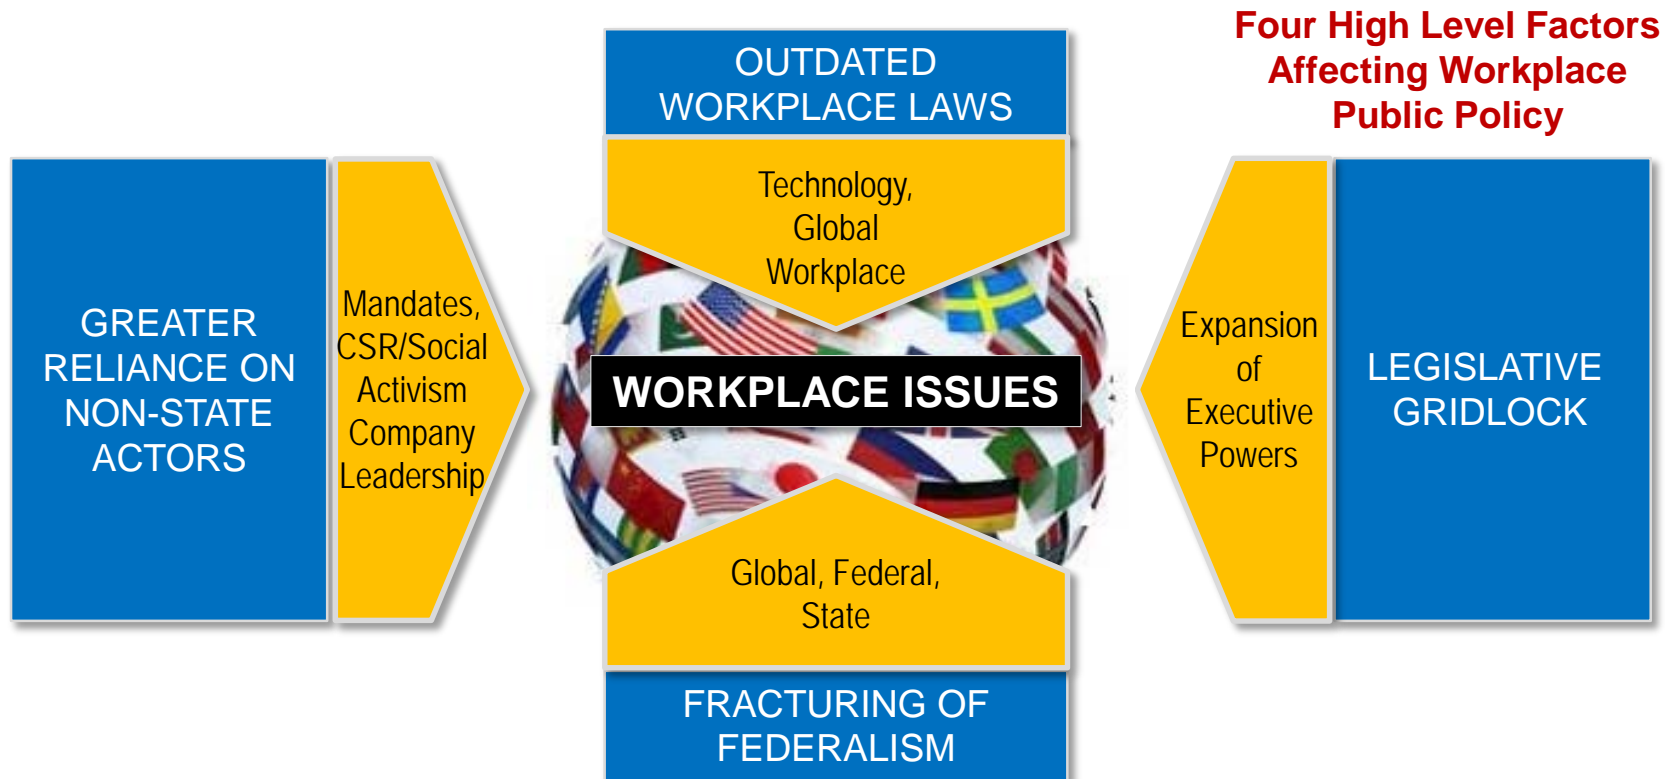 Four High Level Factors
Affecting Workplace
Public Policy
OUTDATED
WORKPLACE LAWS
Technology,
Global
Workplace
GREATER
RELIANCE ON
NON-STATE
ACTORS
Mandates,
CSR/Social
Activism
Company
Leadership
WORKPLACE ISSUES
Expansion
of
Executive
Powers
LEGISLATIVE
GRIDLOCK
Global, Federal,
State
FRACTURING OF
FEDERALISM